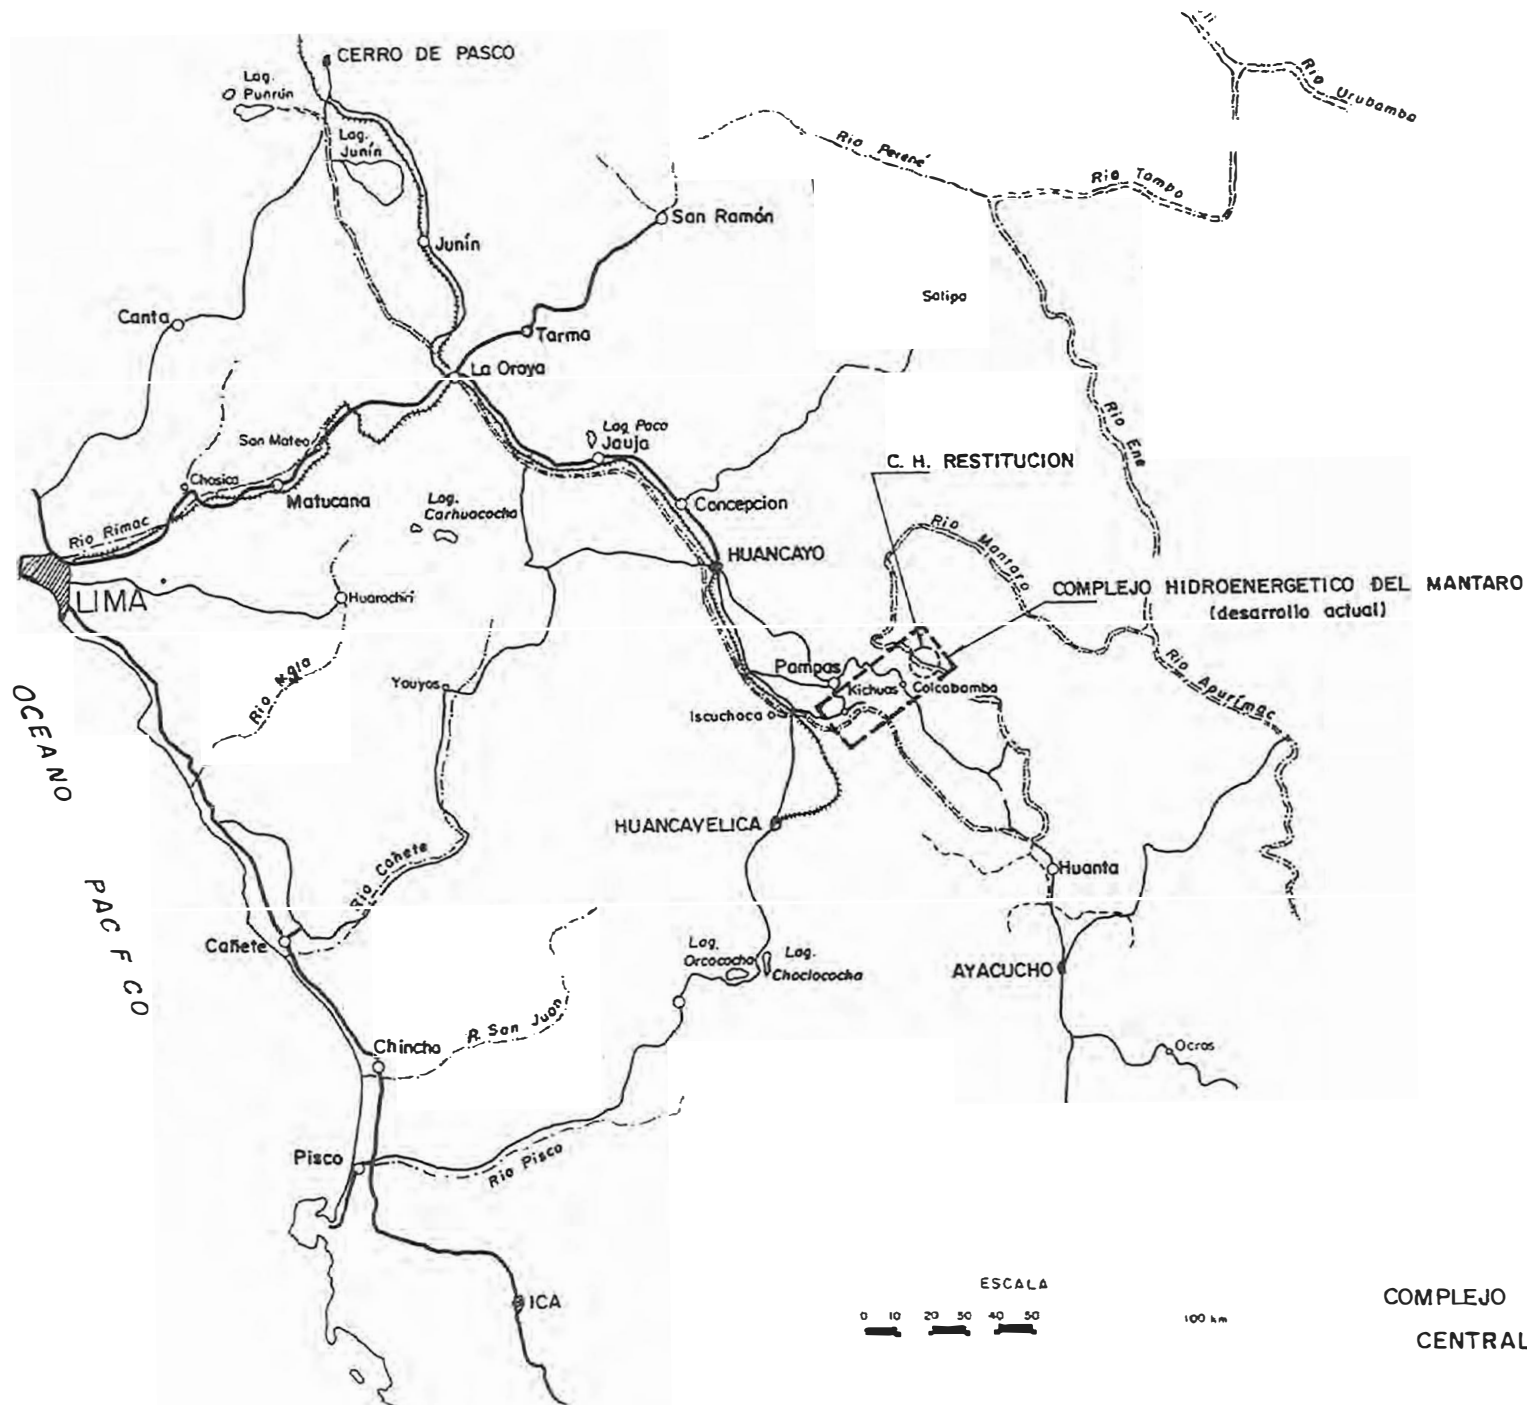 CERRO DE PASCO
Lag.
Punrún
Lag.
Junín
Junín
San Ramón
Rio Perené
Rio Tambo
Rio Urubamba
Satipo
Canta
Tarma
La Oroya
Rio Ene
San Mateo
Lag. Paca
Jauja
C. H. RESTITUCION
Chosica
Matucana
Lag.
Carhuacocha
Concepcion
Rio Rimac
HUANCAYO
Rio Mantaro
COMPLEJO HIDROENERGETICO DEL MANTARO
(desarrollo actual)
LIMA
Huarochirí
Rio Apurímac
Rio Mala
Pampas
Kichuas
Colcabamba
Yauyos
Iscuchaca
OCEANO
PAC F CO
HUANCAVELICA
Rio Cañete
Huanta
Cañete
Lag.
Orcococha
Lag.
Choclococha
AYACUCHO
R. San Juan
Chincha
Ocros
Pisco
Rio Pisco
ICA
ESCALA
0 10 20 30 40 50 100 km
COMPLEJO
CENTRAL